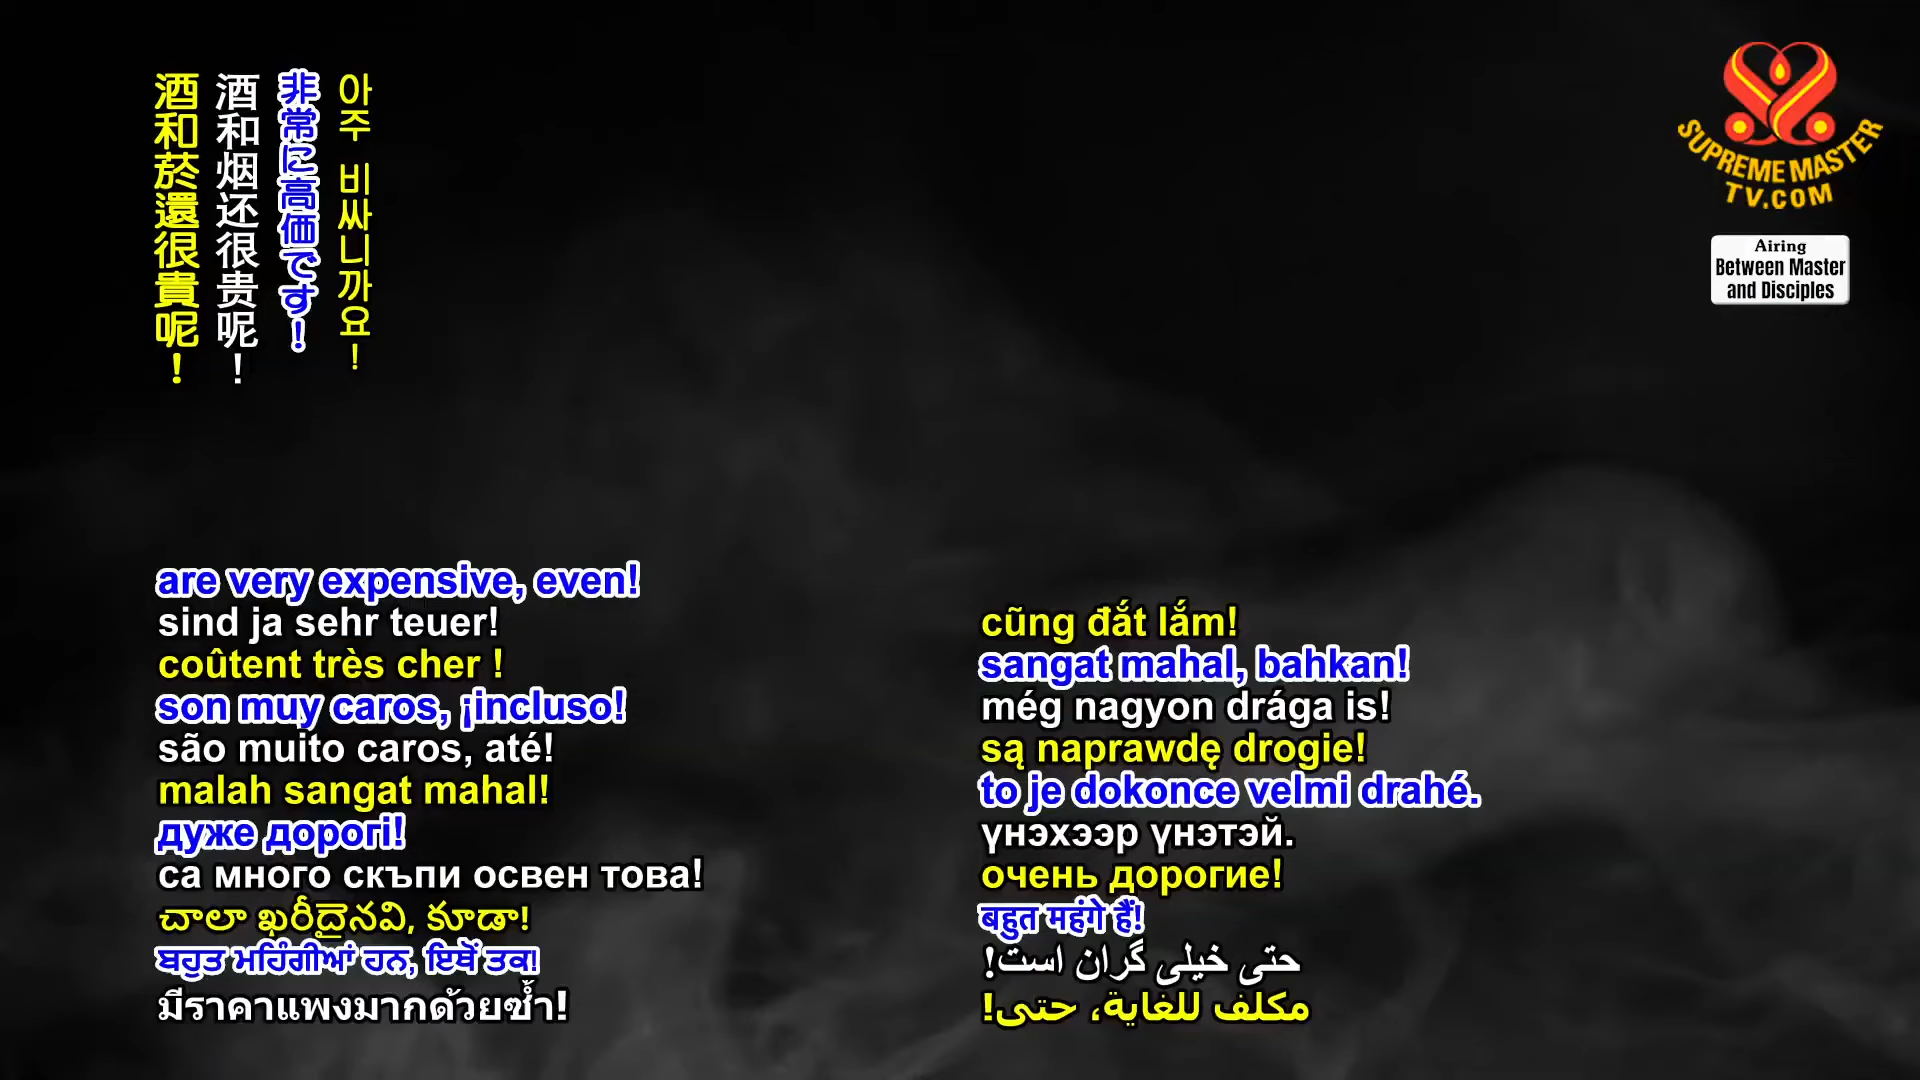 酒和菸還很貴呢！
酒和烟还很贵呢！
非常に高価です！
아주 비싸니까요!
SUPREME MASTER
TV.COM
Airing
Between Master
and Disciples
are very expensive, even!
sind ja sehr teuer!
coûtent très cher !
son muy caros, ¡incluso!
são muito caros, até!
malah sangat mahal!
дуже дорогі!
са много скъпи освен това!
చాలా ఖరీదైనవి, కూడా!
ਬਹੁਤ ਮਹਿੰਗੀਆਂ ਹਨ, ਇਥੋਂ ਤਕ!
มีราคาแพงมากด้วยซ้ำ!
cũng đắt lắm!
sangat mahal, bahkan!
még nagyon drága is!
są naprawdę drogie!
to je dokonce velmi drahé.
үнэхээр үнэтэй.
очень дорогие!
बहुत महंगे हैं!
حتی خیلی گران است!
مكلف للغاية، حتى!